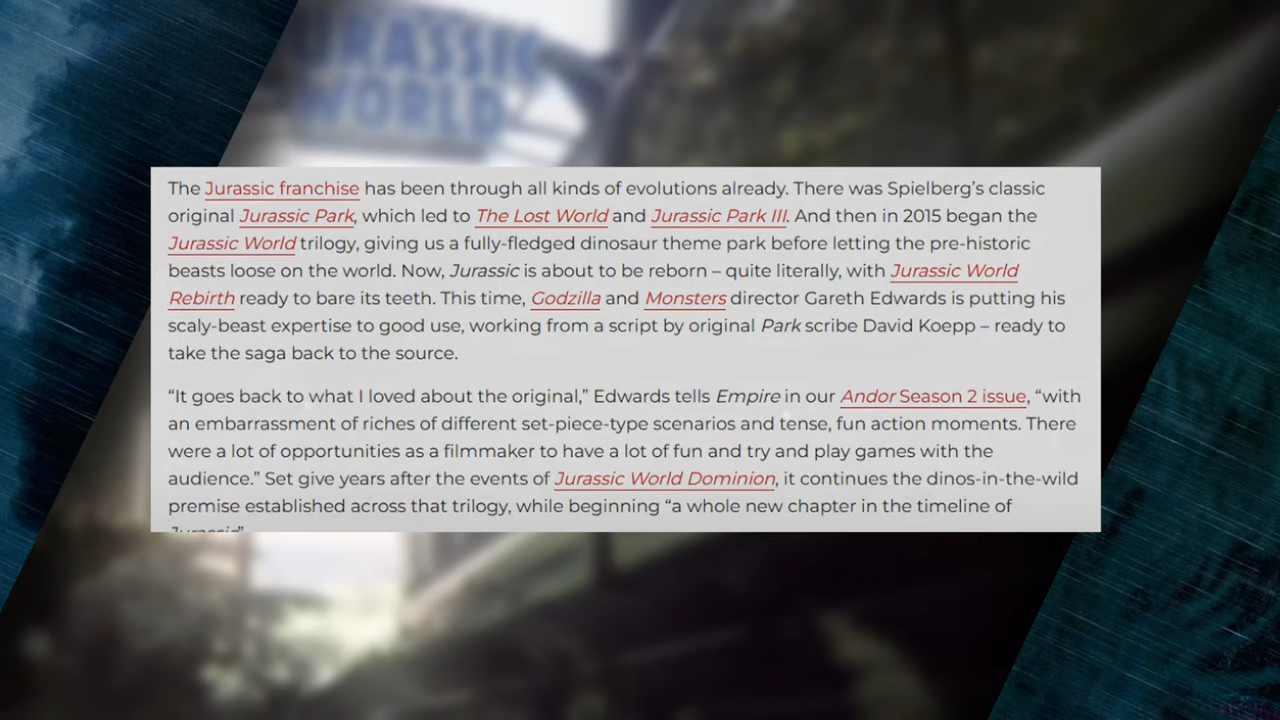 JURASSIC
WORLD
The Jurassic franchise has been through all kinds of evolutions already. There was Spielberg's classic
original Jurassic Park, which led to The Lost World and Jurassic Park III. And then in 2015 began the
Jurassic World trilogy, giving us a fully-fledged dinosaur theme park before letting the pre-historic
beasts loose on the world. Now, Jurassic is about to be reborn – quite literally, with Jurassic World
Rebirth ready to bare its teeth. This time, Godzilla and Monsters director Gareth Edwards is putting his
scaly-beast expertise to good use, working from a script by original Park scribe David Koepp – ready to
take the saga back to the source.
“It goes back to what I loved about the original,” Edwards tells Empire in our Andor Season 2 issue, “with
an embarrassment of riches of different set-piece-type scenarios and tense, fun action moments. There
were a lot of opportunities as a filmmaker to have a lot of fun and try and play games with the
audience.” Set give years after the events of Jurassic World Dominion, it continues the dinos-in-the-wild
premise established across that trilogy, while beginning “a whole new chapter in the timeline of
Jurassic”